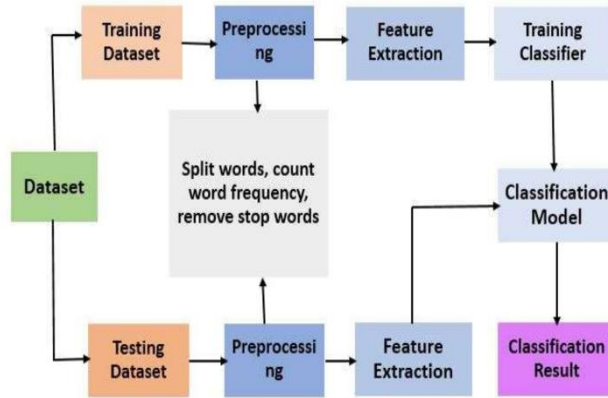 Training
Dataset
Preprocessi
ng
Feature
Extraction
Training
Classifier
Dataset
Split words, count
word frequency,
remove stop words
Classification
Model
Testing
Dataset
Preprocessi
ng
Feature
Extraction
Classification
Result